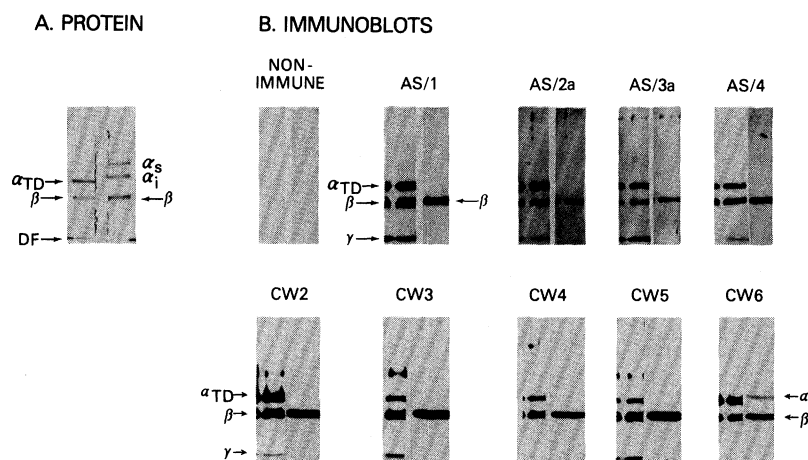 A. PROTEIN
B. IMMUNOBLOTS
NON-
IMMUNE
AS/1
AS/2a
AS/3a
AS/4
αs
αi
αTD→
β→
←β
DF→
αTD→
β→
←β
γ→
CW2
CW3
CW4
CW5
CW6
αTD→
β→
γ→
←α
←β